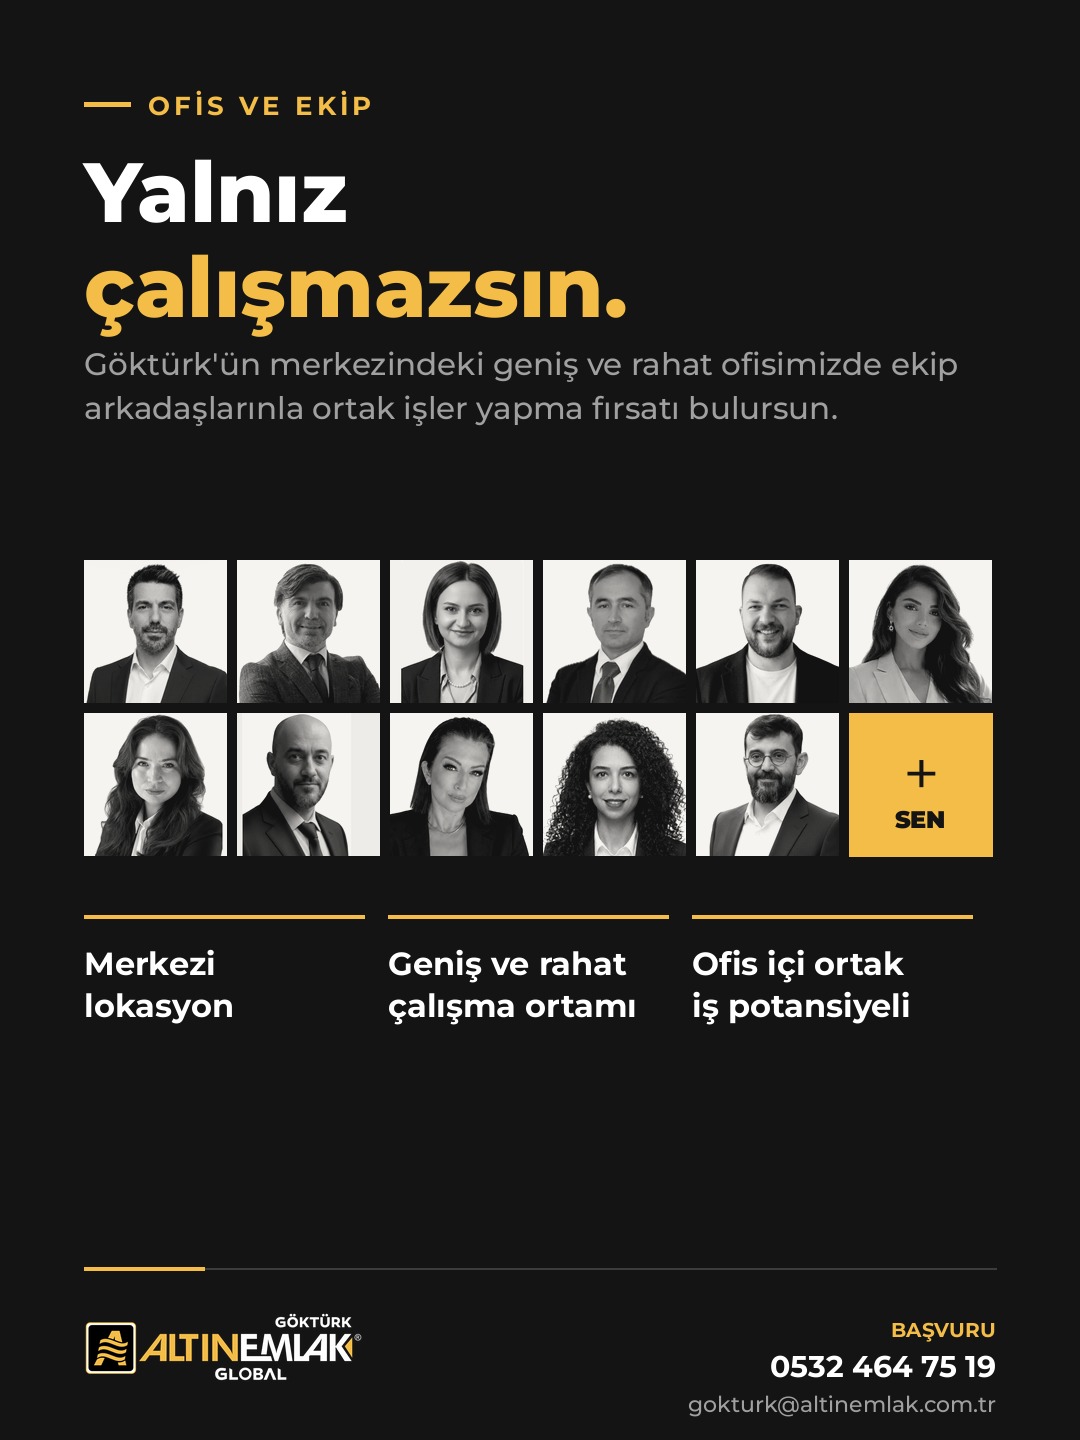 OFİS VE EKİP
Yalnız
çalışmazsın.
Göktürk'ün merkezindeki geniş ve rahat ofisimizde ekip
arkadaşlarınla ortak işler yapma fırsatı bulursun.
+
SEN
Merkezi
lokasyon
Geniş ve rahat
çalışma ortamı
Ofis içi ortak
iş potansiyeli
GÖKTÜRK
ALTINEMLAK®
GLOBAL
BAŞVURU
0532 464 75 19
gokturk@altinemlak.com.tr